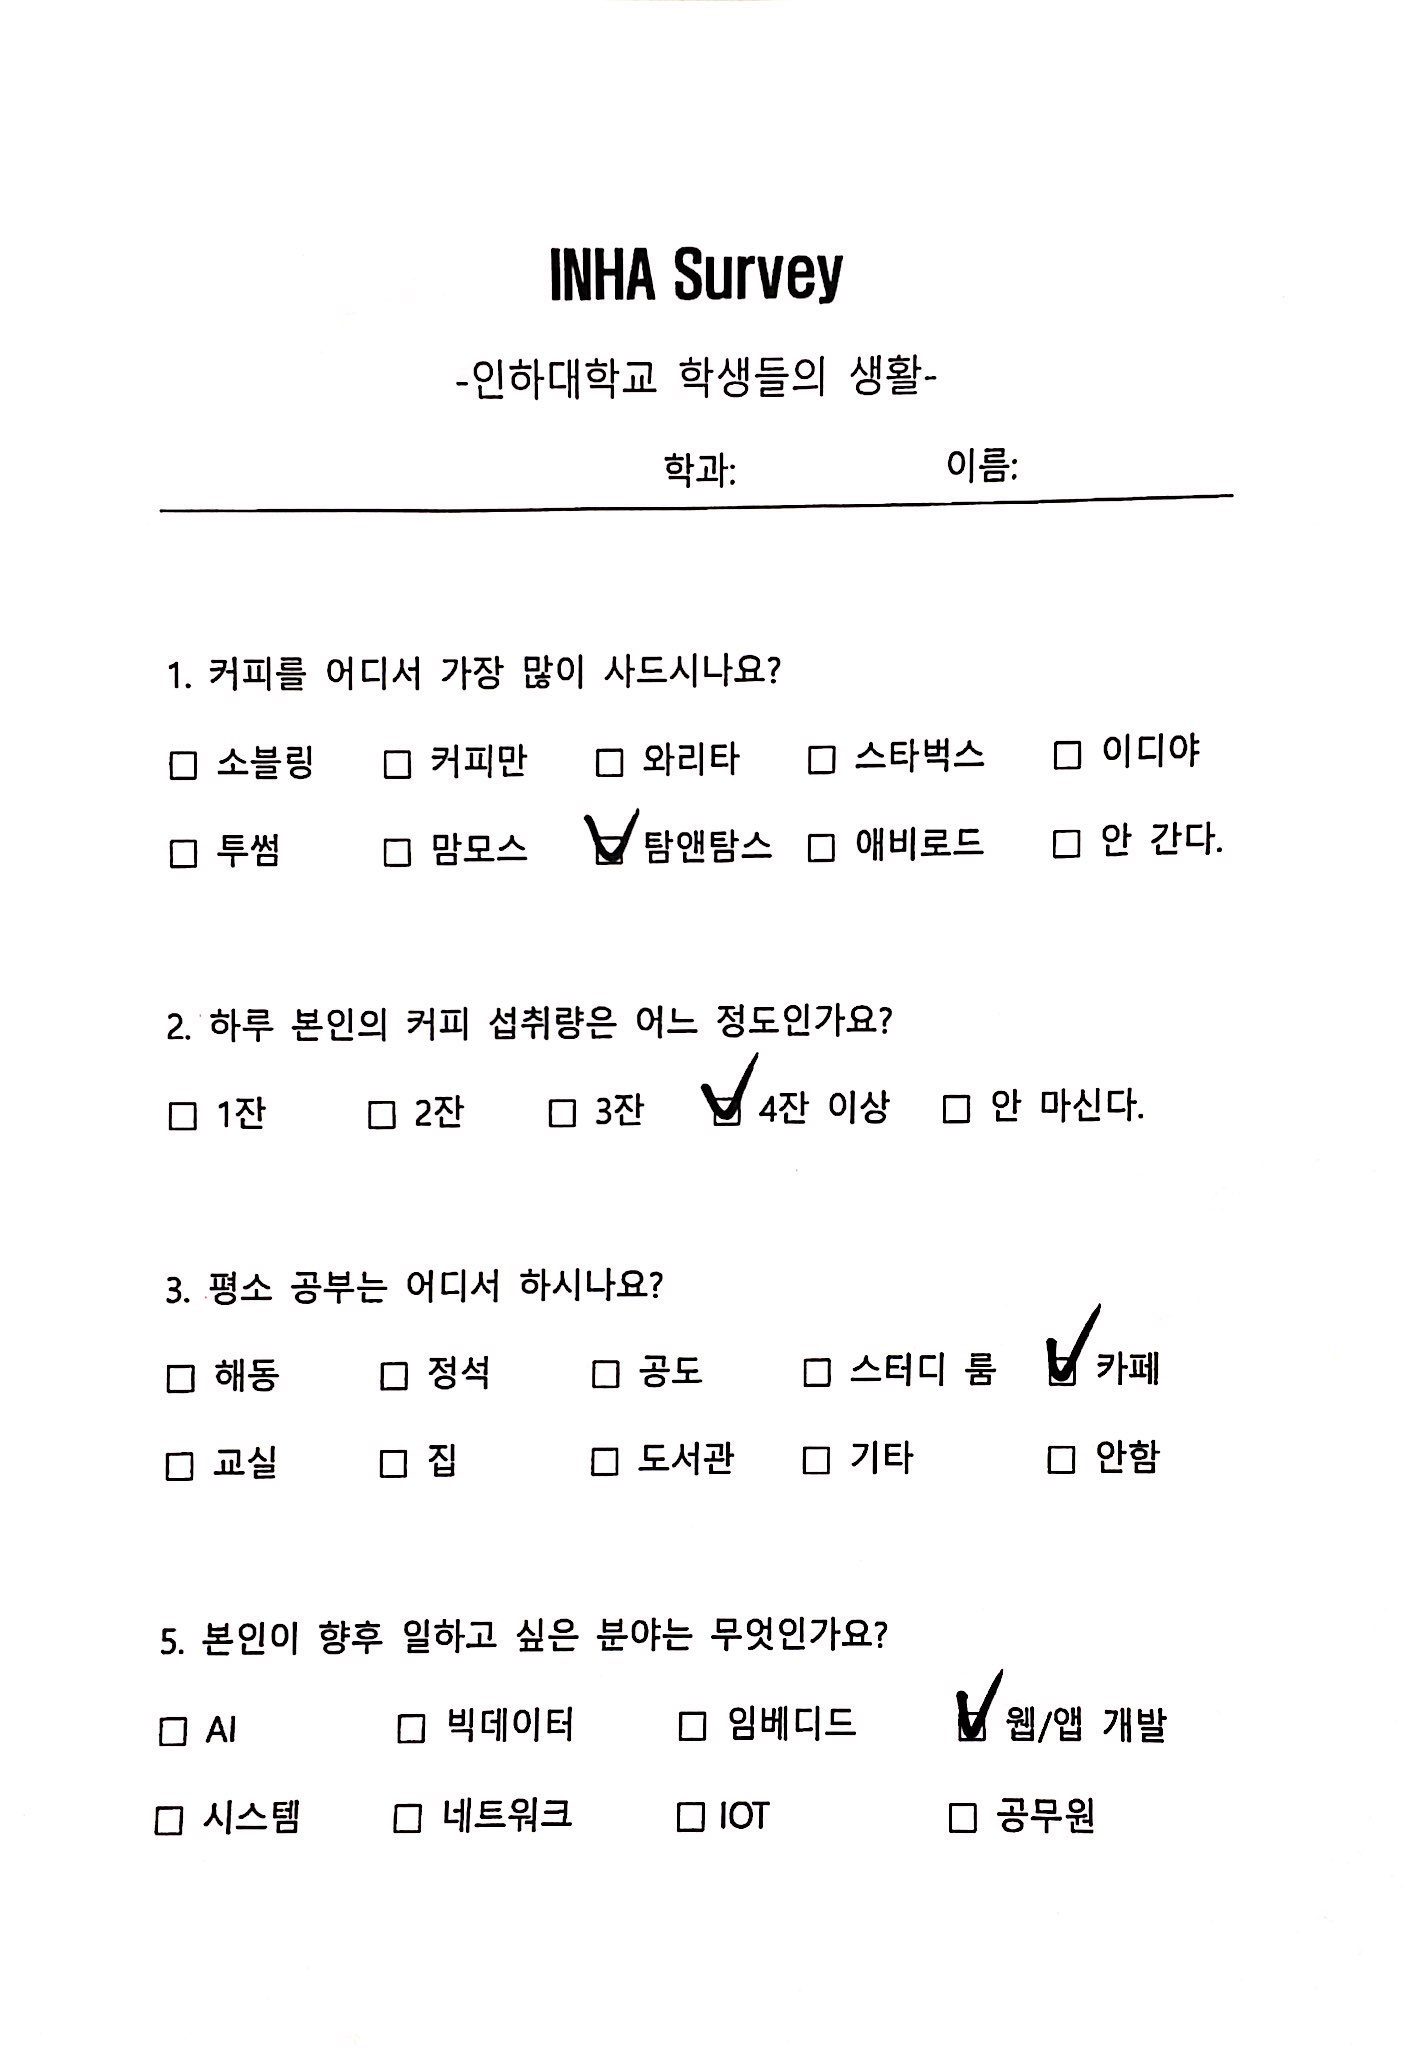 INHA Survey
-인하대학교 학생들의 생활-
학과: 이름:
1. 커피를 어디서 가장 많이 사드시나요?
☐ 소블링 ☐ 커피만 ☐ 와리타 ☐ 스타벅스 ☐ 이디야
☐ 투썸 ☐ 맘모스 ☑ 탐앤탐스 ☐ 애비로드 ☐ 안 간다.
2. 하루 본인의 커피 섭취량은 어느 정도인가요?
☐ 1잔 ☐ 2잔 ☐ 3잔 ☑ 4잔 이상 ☐ 안 마신다.
3. 평소 공부는 어디서 하시나요?
☐ 해동 ☐ 정석 ☐ 공도 ☐ 스터디 룸 ☑ 카페
☐ 교실 ☐ 집 ☐ 도서관 ☐ 기타 ☐ 안함
5. 본인이 향후 일하고 싶은 분야는 무엇인가요?
☐ AI ☐ 빅데이터 ☐ 임베디드 ☑ 웹/앱 개발
☐ 시스템 ☐ 네트워크 ☐ IOT ☐ 공무원